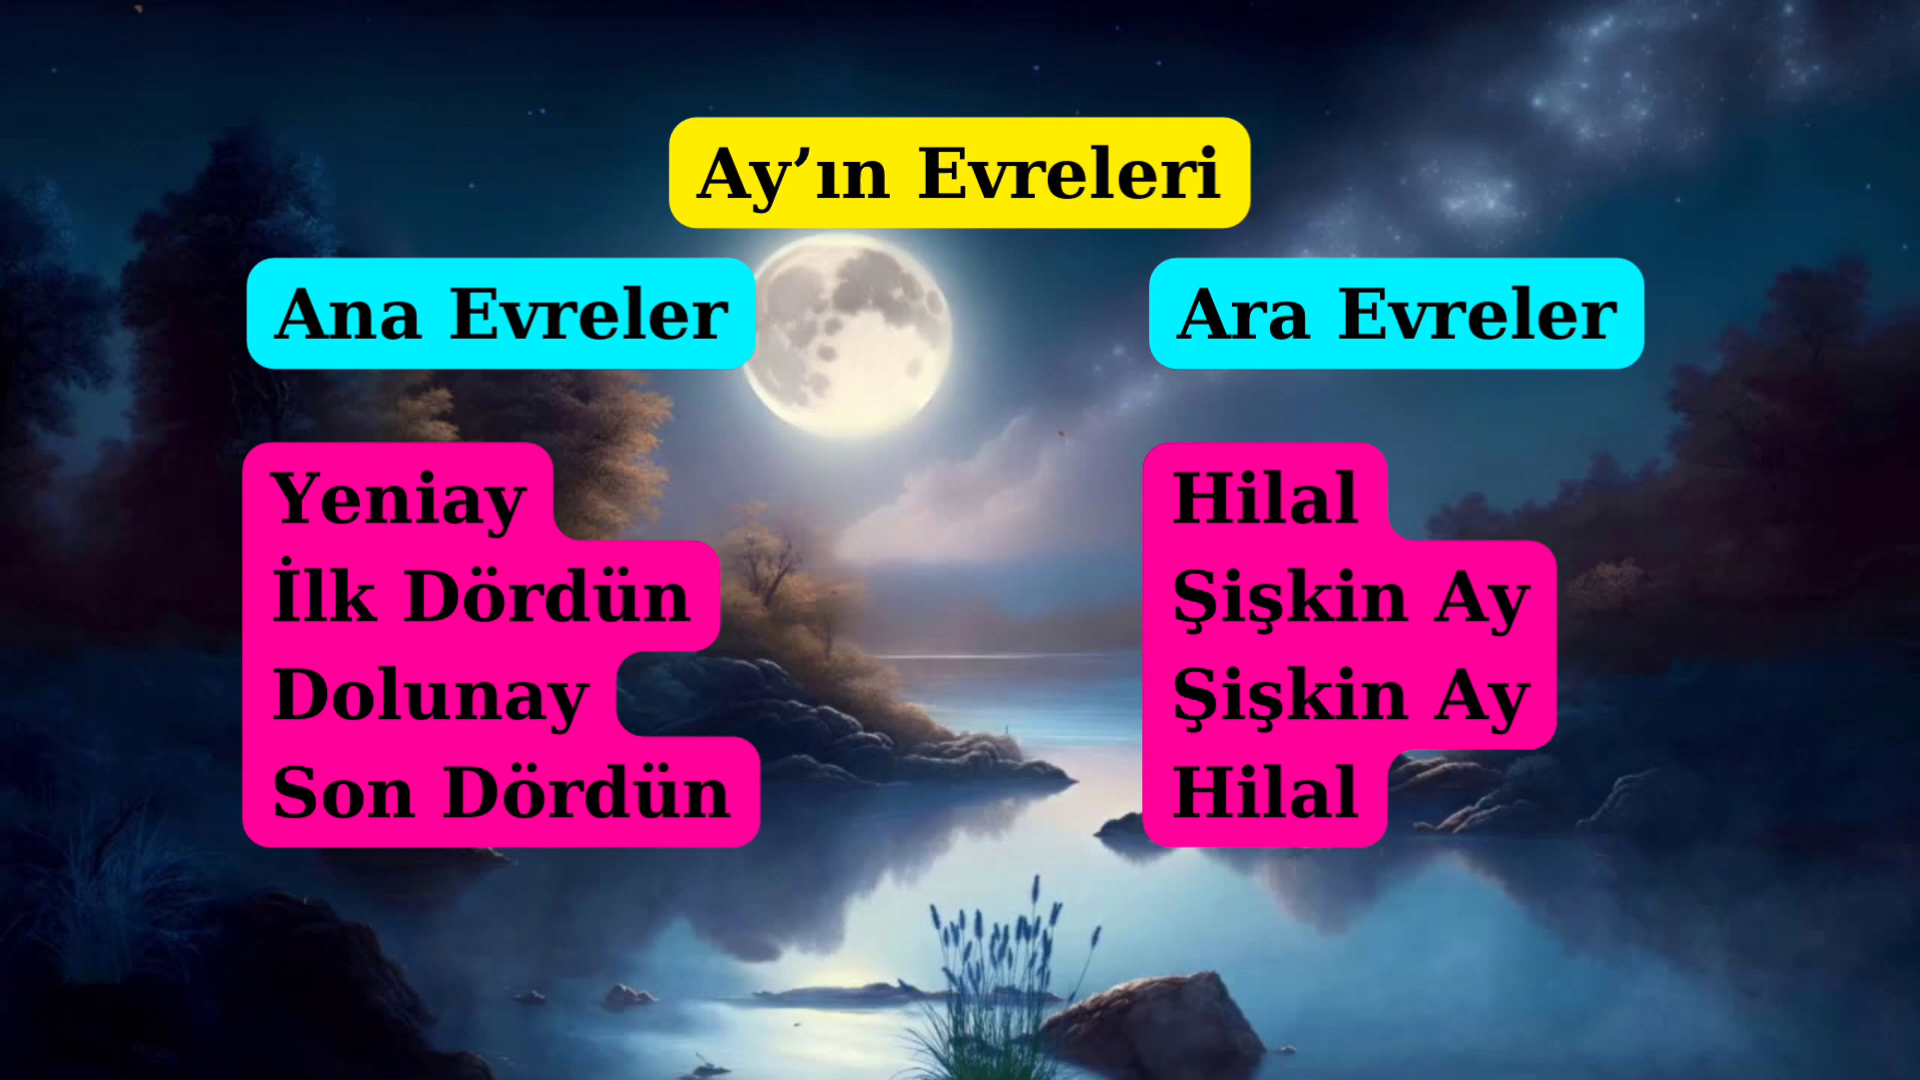 Ay’ın Evreleri
Ana Evreler
Yeniay
İlk Dördün
Dolunay
Son Dördün
Ara Evreler
Hilal
Şişkin Ay
Şişkin Ay
Hilal